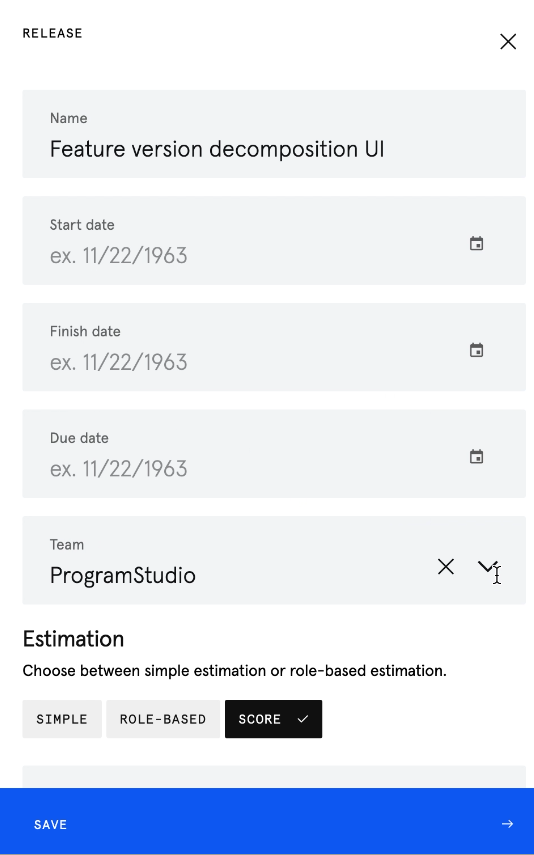 RELEASE
Name
Feature version decomposition UI
Start date
ex. 11/22/1963
Finish date
ex. 11/22/1963
Due date
ex. 11/22/1963
Team
ProgramStudio
Estimation
Choose between simple estimation or role-based estimation.
SIMPLE ROLE-BASED SCORE
SAVE